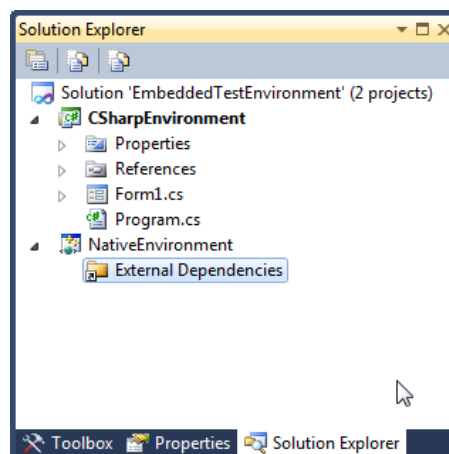 Solution Explorer
Solution 'EmbeddedTestEnvironment' (2 projects)
CSharpEnvironment
Properties
References
Form1.cs
Program.cs
NativeEnvironment
External Dependencies
Toolbox Properties Solution Explorer